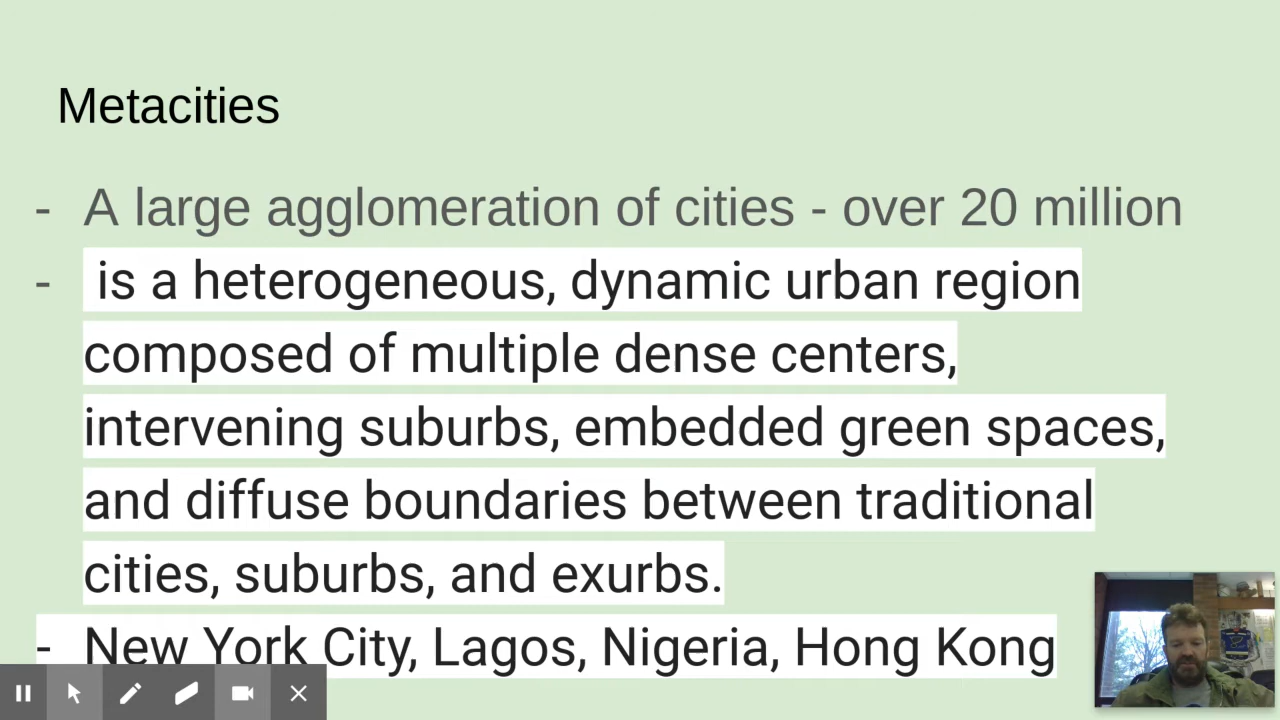 Metacities
- A large agglomeration of cities - over 20 million
- is a heterogeneous, dynamic urban region
composed of multiple dense centers,
intervening suburbs, embedded green spaces,
and diffuse boundaries between traditional
cities, suburbs, and exurbs.
- New York City, Lagos, Nigeria, Hong Kong